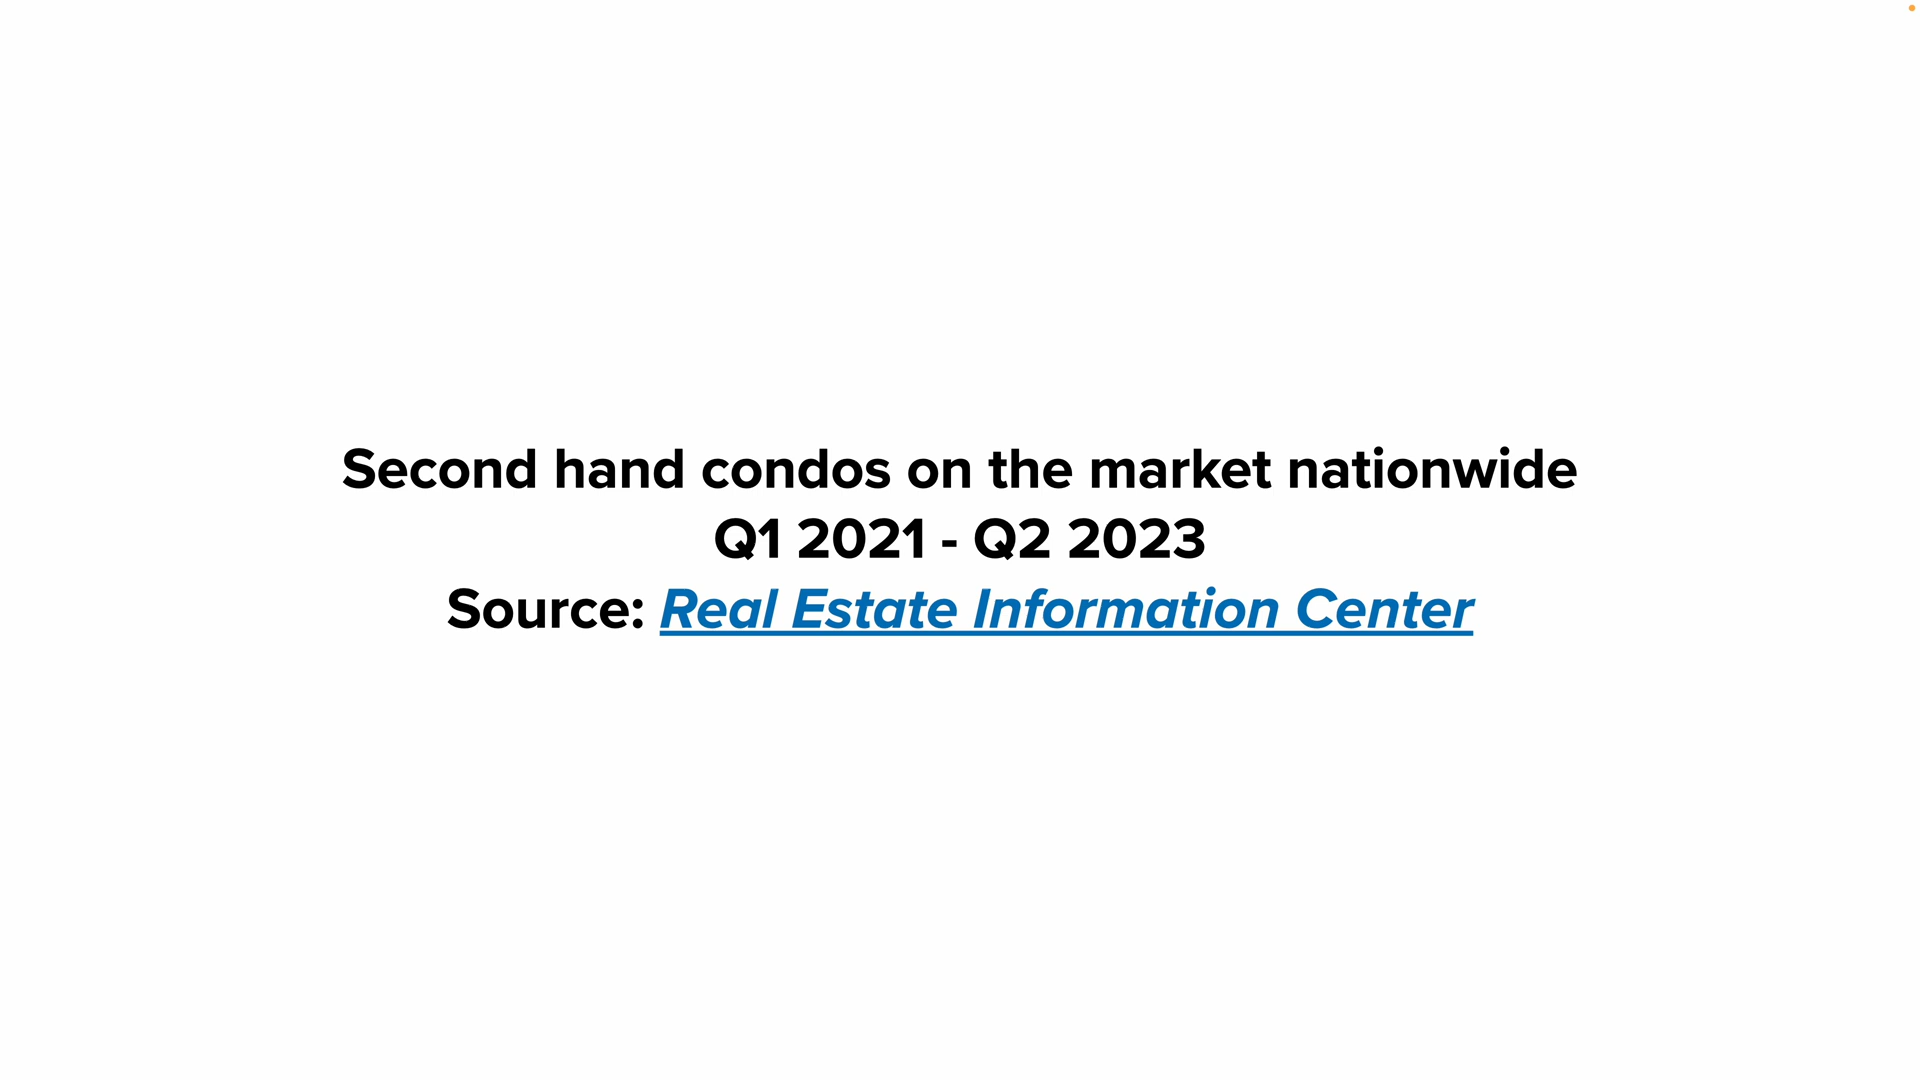 Second hand condos on the market nationwide
Q1 2021 - Q2 2023
Source: Real Estate Information Center